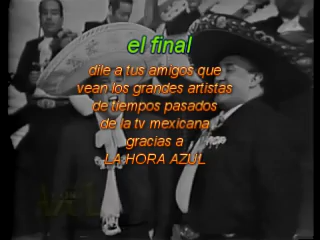 el final
dile a tus amigos que
vean los grandes artistas
de tiempos pasados
de la tv mexicana
gracias a
LA HORA AZUL